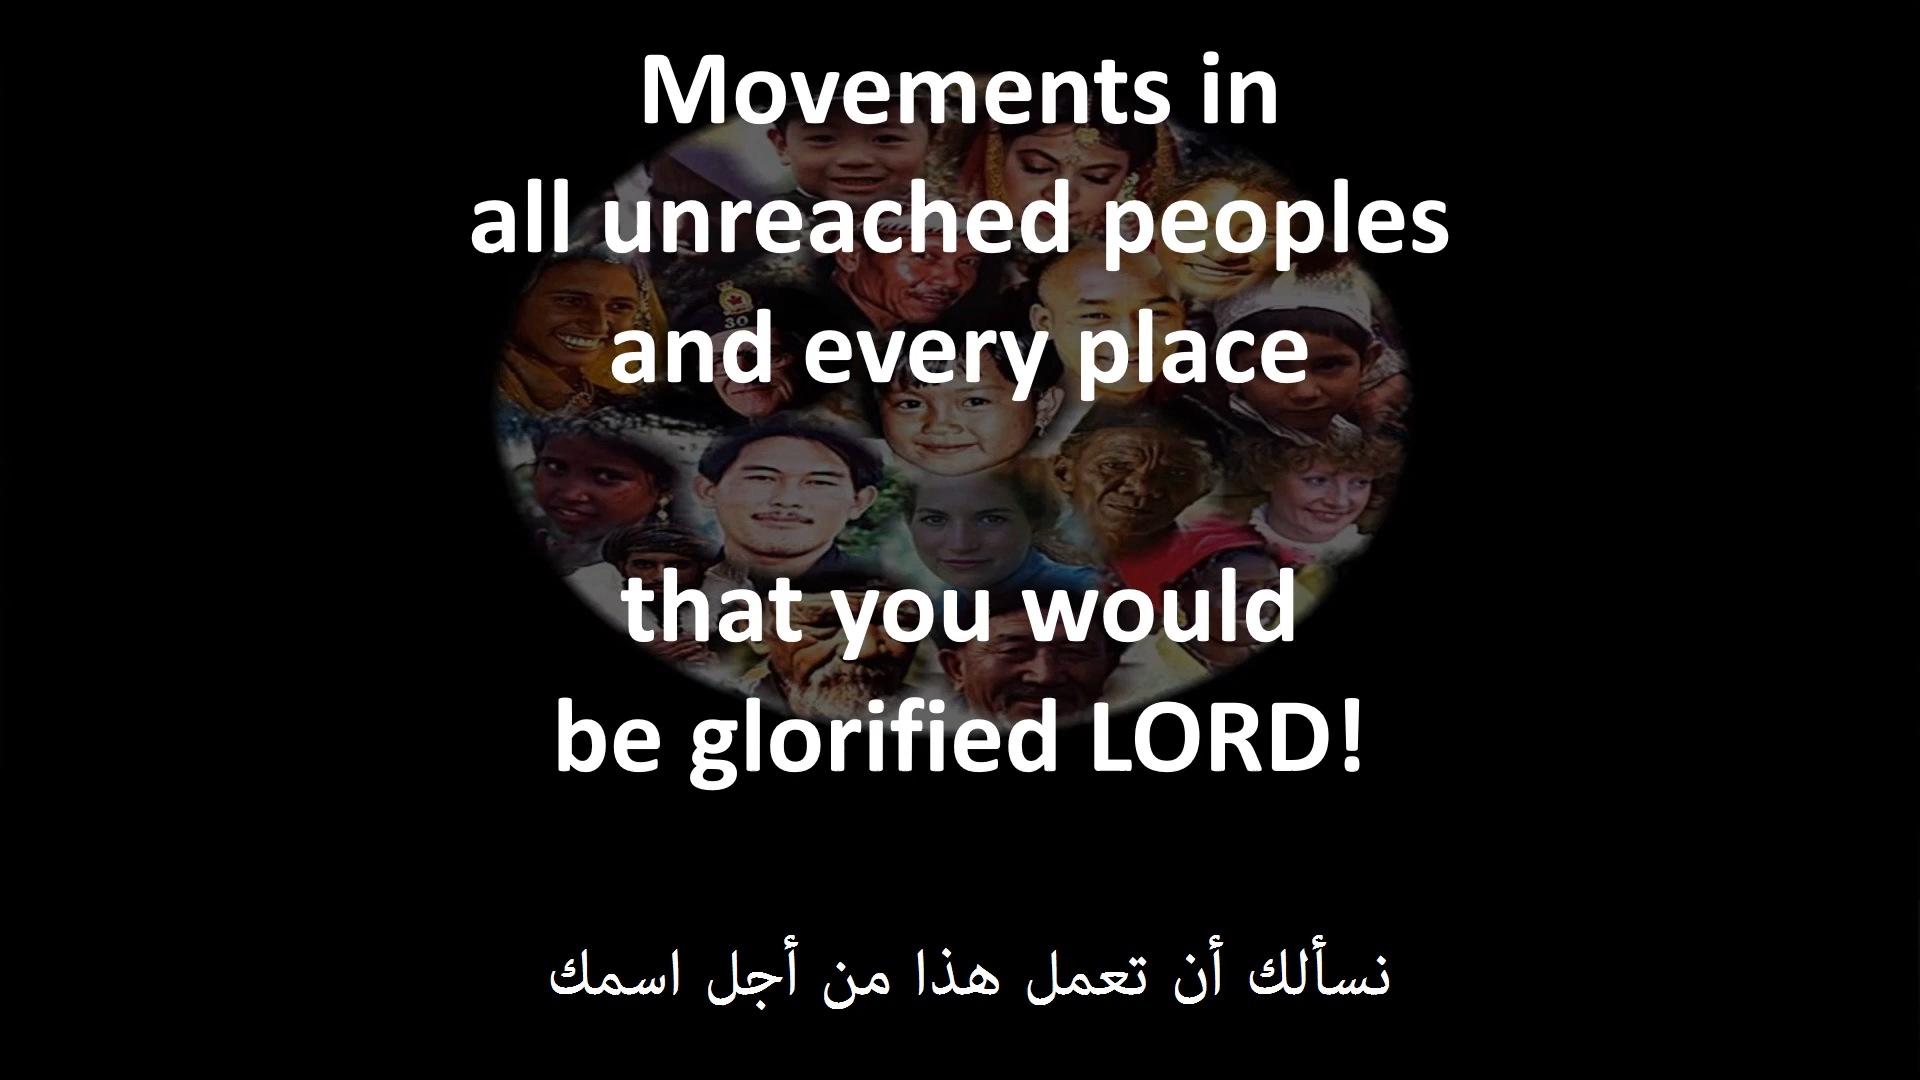 Movements in
all unreached peoples
and every place
30
that you would
be glorified LORD!
نسألك أن تعمل هذا من أجل اسمك